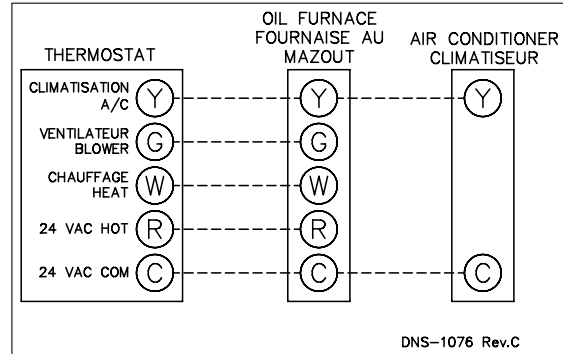 THERMOSTAT
OIL FURNACE
FOURNAISE AU
MAZOUT
AIR CONDITIONER
CLIMATISEUR
CLIMATISATION
A/C
Y
Y
Y
VENTILATEUR
BLOWER
G
G
CHAUFFAGE
HEAT
W
W
24 VAC HOT
R
R
24 VAC COM
C
C
C
DNS-1076 Rev.C